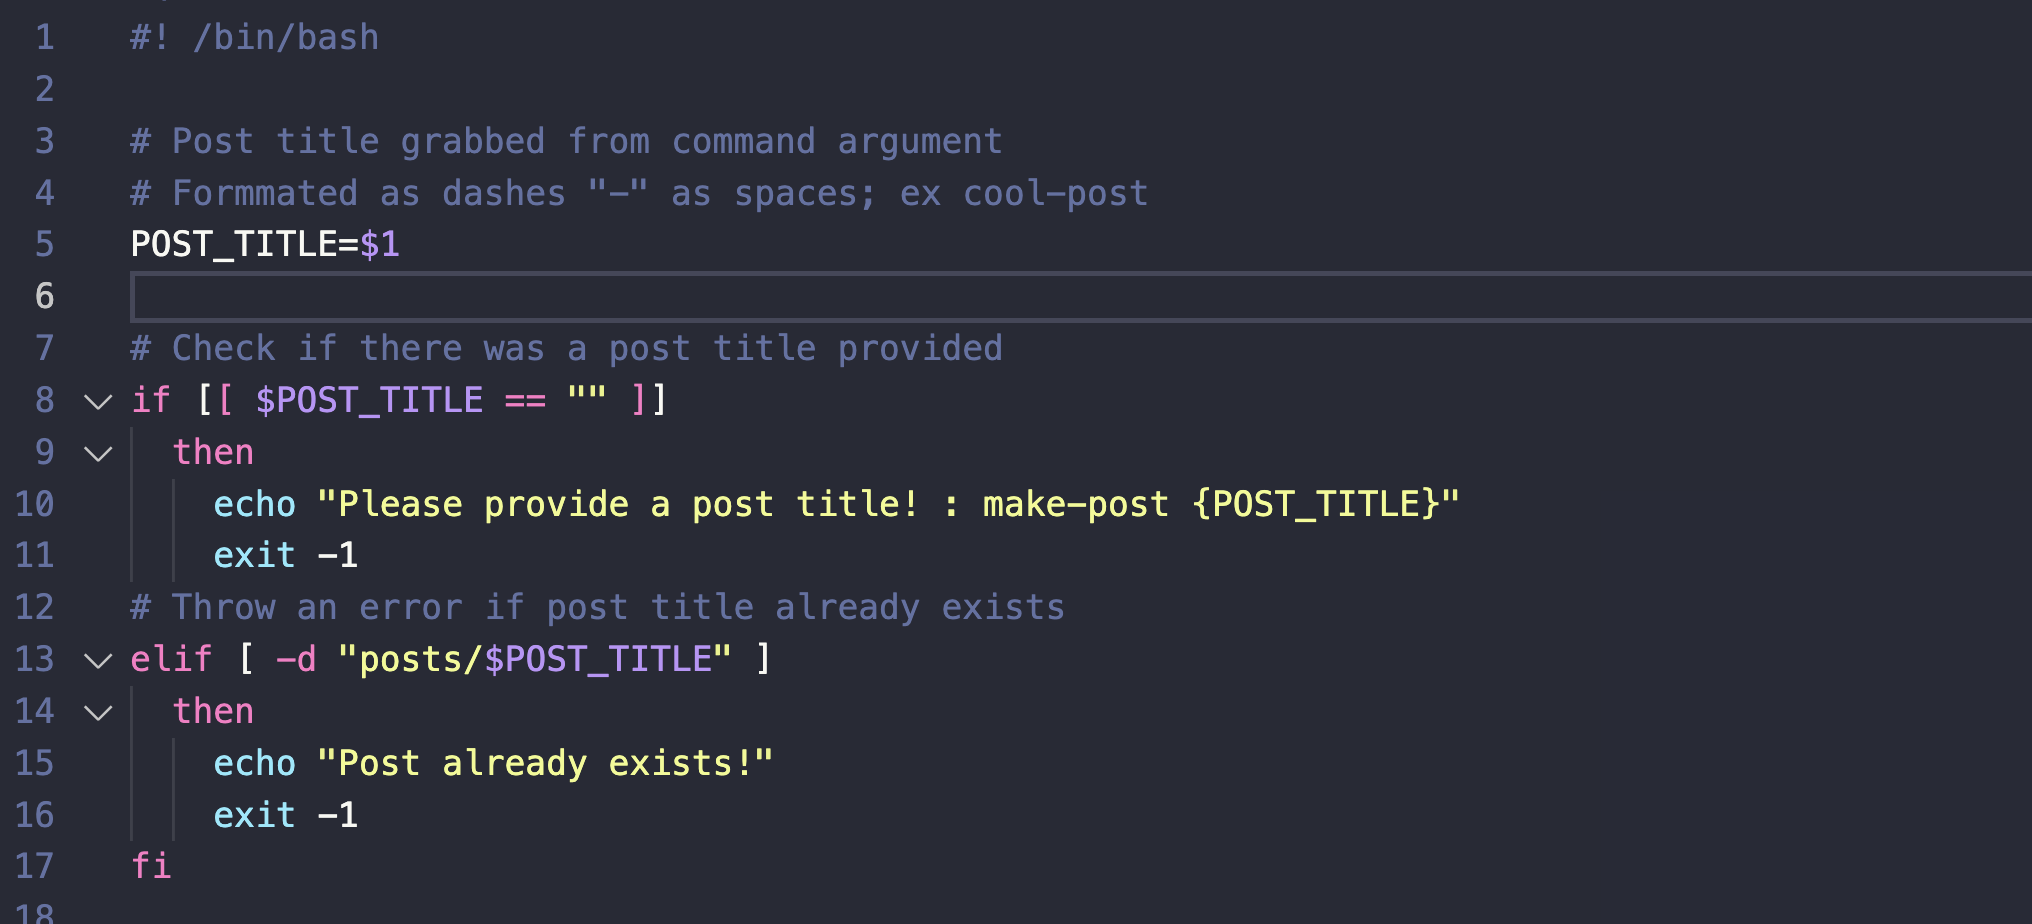 1 #! /bin/bash
2
3 # Post title grabbed from command argument
4 # Formmated as dashes "-" as spaces; ex cool-post
5 POST_TITLE=$1
6
7 # Check if there was a post title provided
8 if [[ $POST_TITLE == "" ]]
9 then
10 echo "Please provide a post title! : make-post {POST_TITLE}"
11 exit -1
12 # Throw an error if post title already exists
13 elif [ -d "posts/$POST_TITLE" ]
14 then
15 echo "Post already exists!"
16 exit -1
17 fi
18